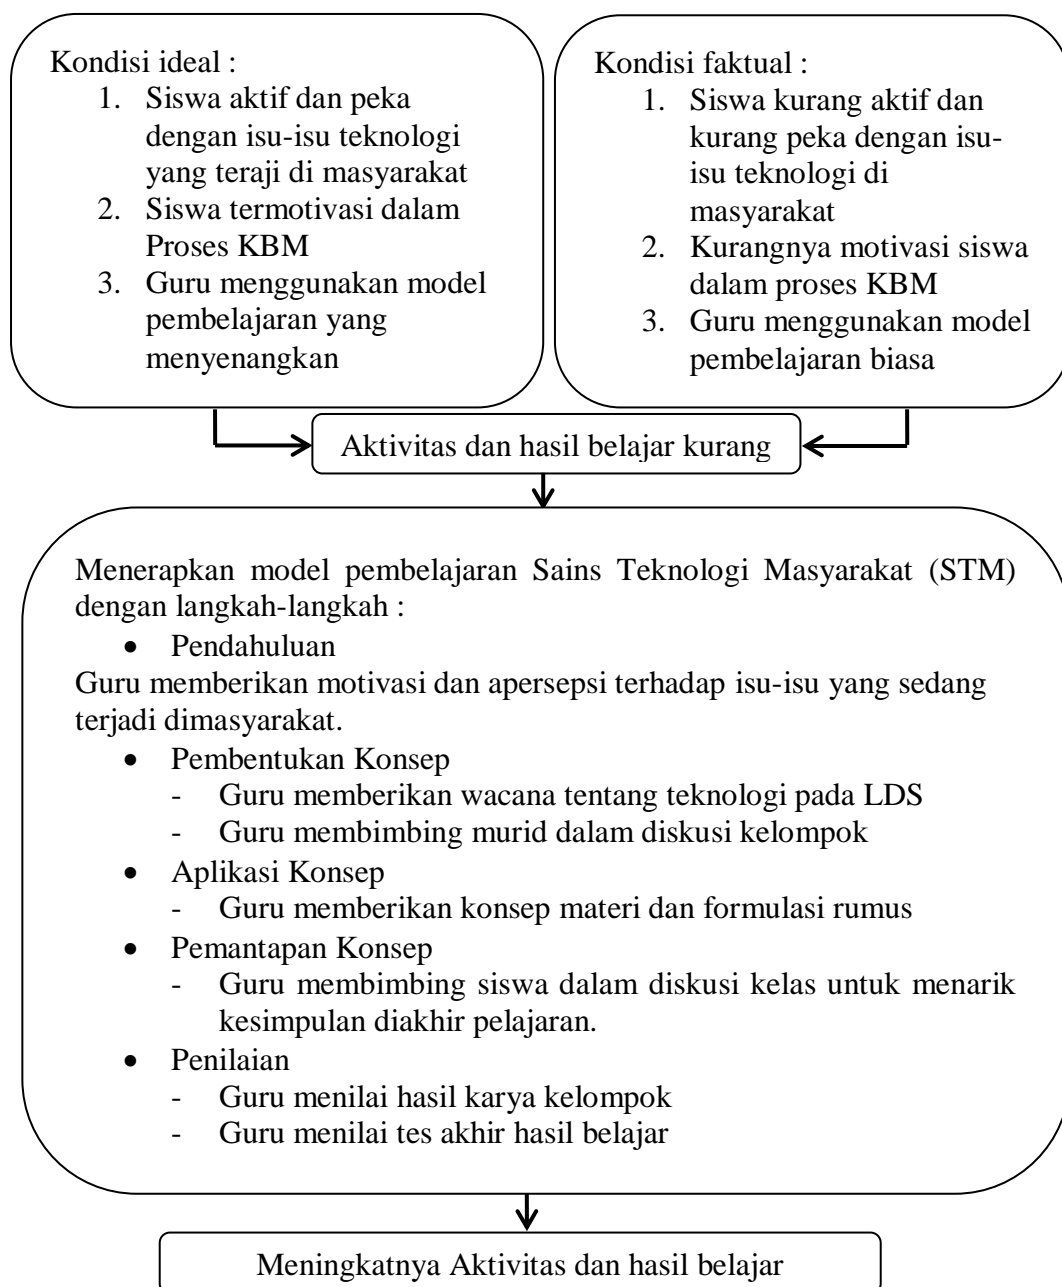 Kondisi ideal :
1. Siswa aktif dan peka
dengan isu-isu teknologi
yang teraji di masyarakat
2. Siswa termotivasi dalam
Proses KBM
3. Guru menggunakan model
pembelajaran yang
menyenangkan
Kondisi faktual :
1. Siswa kurang aktif dan
kurang peka dengan isu-
isu teknologi di
masyarakat
2. Kurangnya motivasi siswa
dalam proses KBM
3. Guru menggunakan model
pembelajaran biasa
Aktivitas dan hasil belajar kurang
Menerapkan model pembelajaran Sains Teknologi Masyarakat (STM)
dengan langkah-langkah :
• Pendahuluan
Guru memberikan motivasi dan apersepsi terhadap isu-isu yang sedang
terjadi dimasyarakat.
• Pembentukan Konsep
- Guru memberikan wacana tentang teknologi pada LDS
- Guru membimbing murid dalam diskusi kelompok
• Aplikasi Konsep
- Guru memberikan konsep materi dan formulasi rumus
• Pemantapan Konsep
- Guru membimbing siswa dalam diskusi kelas untuk menarik
kesimpulan diakhir pelajaran.
• Penilaian
- Guru menilai hasil karya kelompok
- Guru menilai tes akhir hasil belajar
Meningkatnya Aktivitas dan hasil belajar